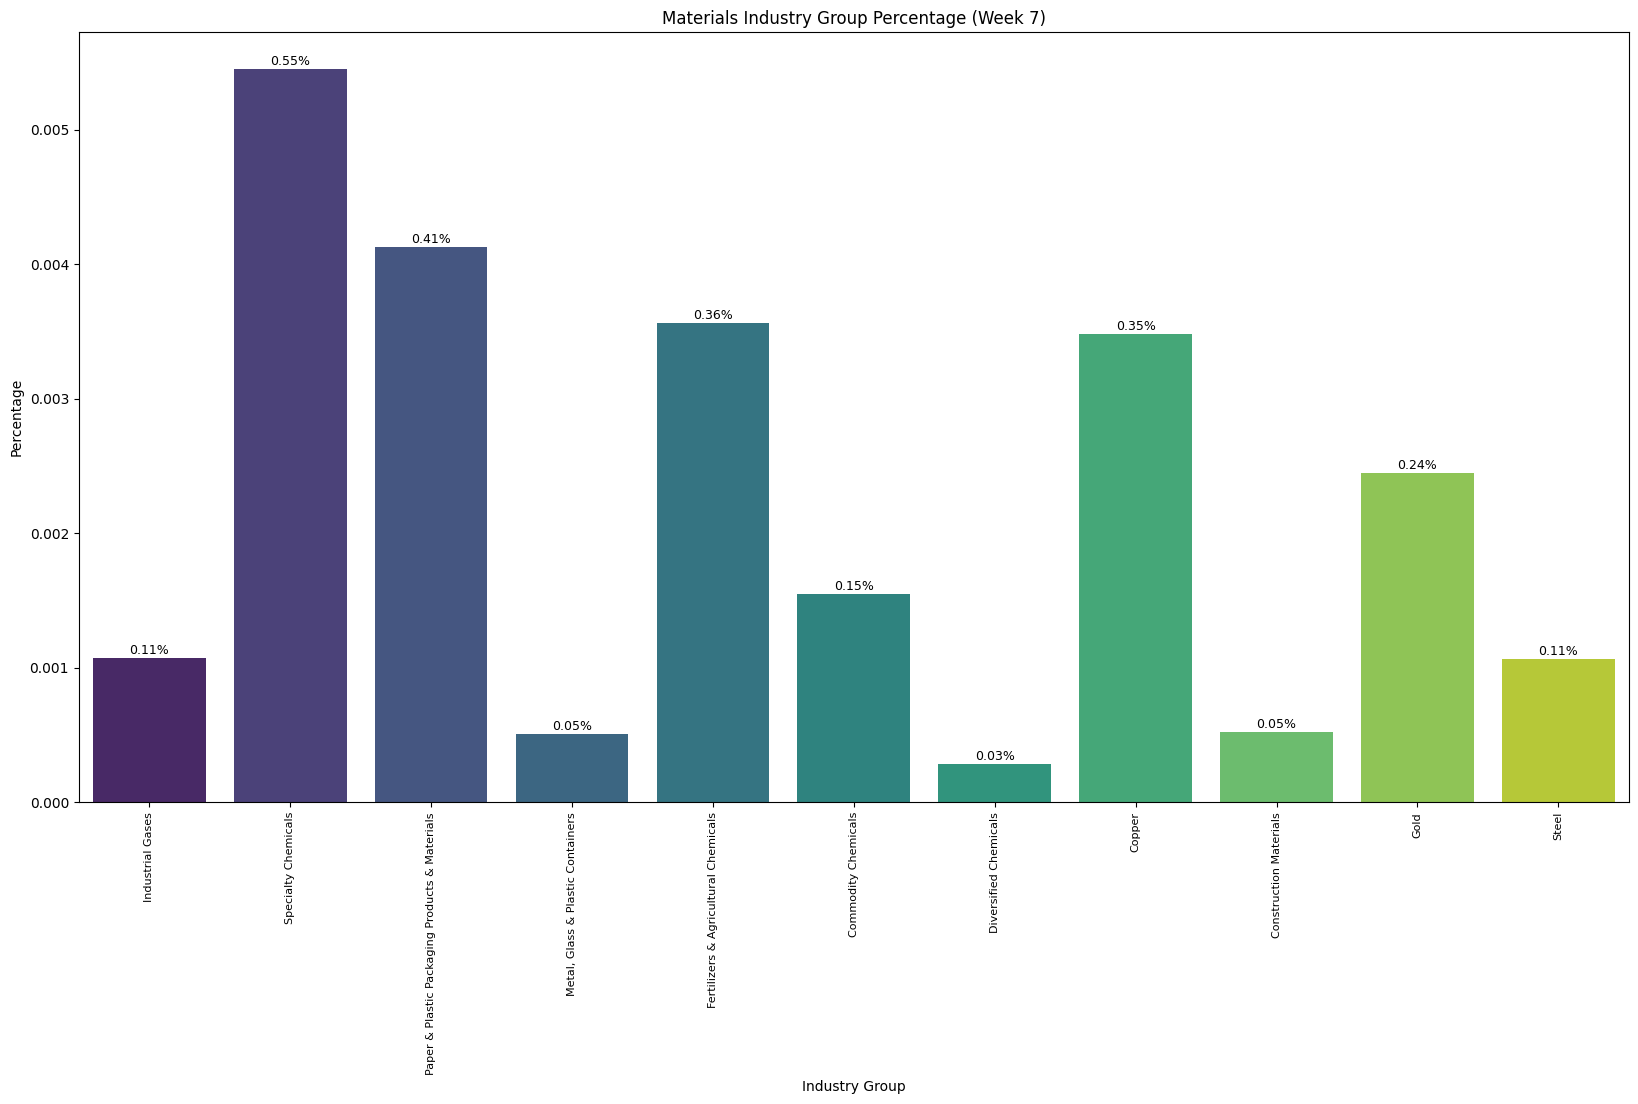 Materials Industry Group Percentage (Week 7)
Percentage
0.005
0.004
0.003
0.002
0.001
0.000
0.11%
0.55%
0.41%
0.05%
0.36%
0.15%
0.03%
0.35%
0.05%
0.24%
0.11%
Industrial Gases
Specialty Chemicals
Paper & Plastic Packaging Products & Materials
Metal, Glass & Plastic Containers
Fertilizers & Agricultural Chemicals
Commodity Chemicals
Diversified Chemicals
Copper
Construction Materials
Gold
Steel
Industry Group